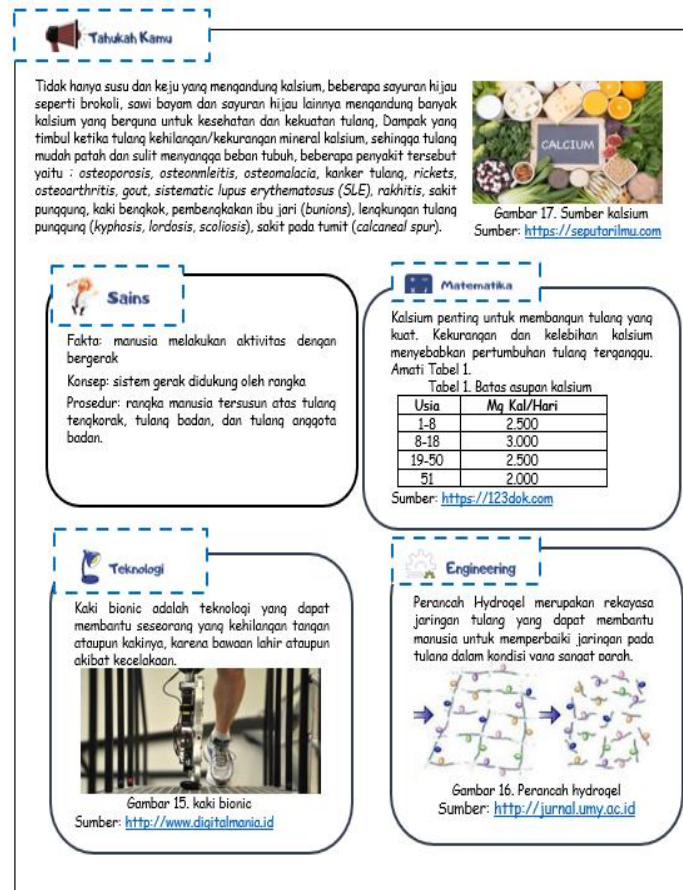 Tahukah Kamu
Tidak hanya susu dan keju yang mengandung kalsium, beberapa sayuran hijau
seperti brokoli, sawi bayam dan sayuran hijau lainnya mengandung banyak
kalsium yang berguna untuk kesehatan dan kekuatan tulang, Dampak yang
timbul ketika tulang kehilangan/kekurangan mineral kalsium, sehingga tulang
mudah patah dan sulit menyangga beban tubuh, beberapa penyakit tersebut
yaitu : osteoporosis, osteonmleitis, osteomalacia, kanker tulang, rickets,
osteoarthritis, gout, sistematic lupus erythematosus (SLE), rakhitis, sakit
punggung, kaki bengkok, pembengkakan ibu jari (bunions), lengkungan tulang
punggung (kyphosis, lordosis, scoliosis), sakit pada tumit (calcaneal spur).
CALCIUM
Gambar 17. Sumber kalsium
Sumber: https://seputarilmu.com
Sains
Fakta: manusia melakukan aktivitas dengan
bergerak
Konsep: sistem gerak didukung oleh rangka
Prosedur: rangka manusia tersusun atas tulang
tengkorak, tulang badan, dan tulang anggota
badan.
Matematika
Kalsium penting untuk membangun tulang yang
kuat. Kekurangan dan kelebihan kalsium
menyebabkan pertumbuhan tulang terganggu.
Amati Tabel 1.
Tabel 1. Batas asupan kalsium
Usia Mg Kal/Hari
1-8 2.500
8-18 3.000
19-50 2.500
51 2.000
Sumber: https://123dok.com
Teknologi
Kaki bionic adalah teknologi yang dapat
membantu seseorang yang kehilangan tangan
ataupun kakinya, karena bawaan lahir ataupun
akibat kecelakaan.
Gambar 15. kaki bionic
Sumber: http://www.digitalmania.id
Engineering
Perancah Hydrogel merupakan rekayasa
jaringan tulang yang dapat membantu
manusia untuk memperbaiki jaringan pada
tulang dalam kondisi yang sangat parah.
Gambar 16. Perancah hydrogel
Sumber: http://jurnal.umy.ac.id